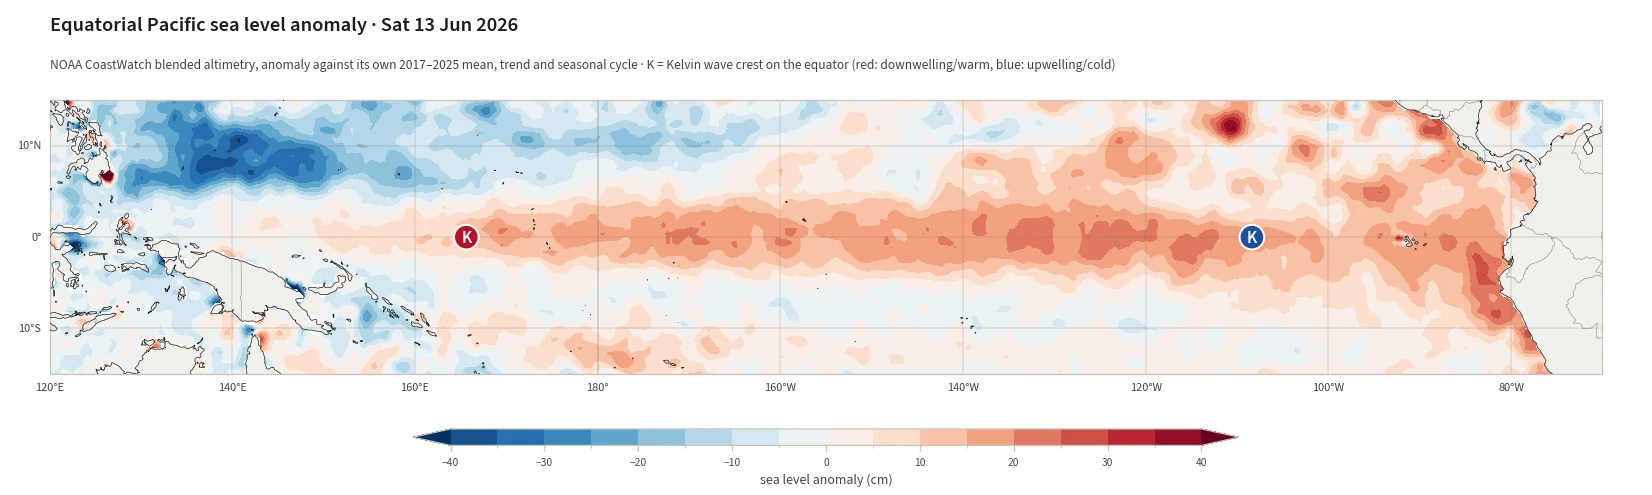 Equatorial Pacific sea level anomaly · Sat 13 Jun 2026
NOAA CoastWatch blended altimetry, anomaly against its own 2017–2025 mean, trend and seasonal cycle · K = Kelvin wave crest on the equator (red: downwelling/warm, blue: upwelling/cold)
10°N
0°
K
K
10°S
120°E 140°E 160°E 180° 160°W 140°W 120°W 100°W 80°W
−40 −30 −20 −10 0 10 20 30 40
sea level anomaly (cm)